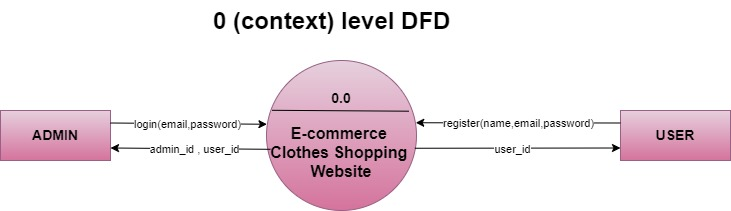 0 (context) level DFD
0.0
login(email,password)
register(name,email,password)
ADMIN
E-commerce
Clothes Shopping
Website
USER
admin_id , user_id
user_id